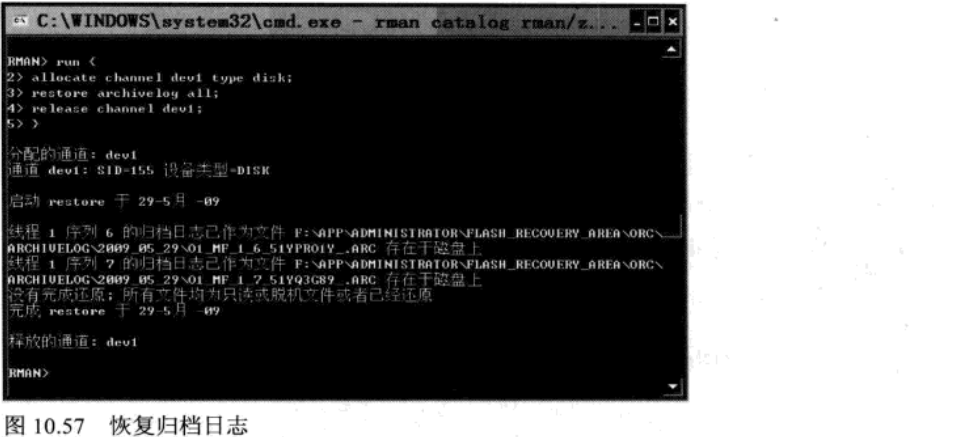 C:\WINDOWS\system32\cmd.exe - rman catalog rman/z...
RMAN> run {
2> allocate channel dev1 type disk;
3> restore archivelog all;
4> release channel dev1;
5> }
分配的通道: dev1
通道 dev1: SID=155 设备类型=DISK
启动 restore 于 29-5月 -09
线程 1 序列 6 的归档日志已作为文件 F:\APP\ADMINISTRATOR\FLASH_RECOVERY_AREA\ORC\
ARCHIVELOG\2009_05_29\O1_MF_1_6_51YPRO1Y_.ARC 存在于磁盘上
线程 1 序列 7 的归档日志已作为文件 F:\APP\ADMINISTRATOR\FLASH_RECOVERY_AREA\ORC\
ARCHIVELOG\2009_05_29\O1_MF_1_7_51YQ3G89_.ARC 存在于磁盘上
没有完成还原; 所有文件均为只读或脱机文件或者已经还原
完成 restore 于 29-5月 -09
释放的通道: dev1
RMAN>
图 10.57 恢复归档日志